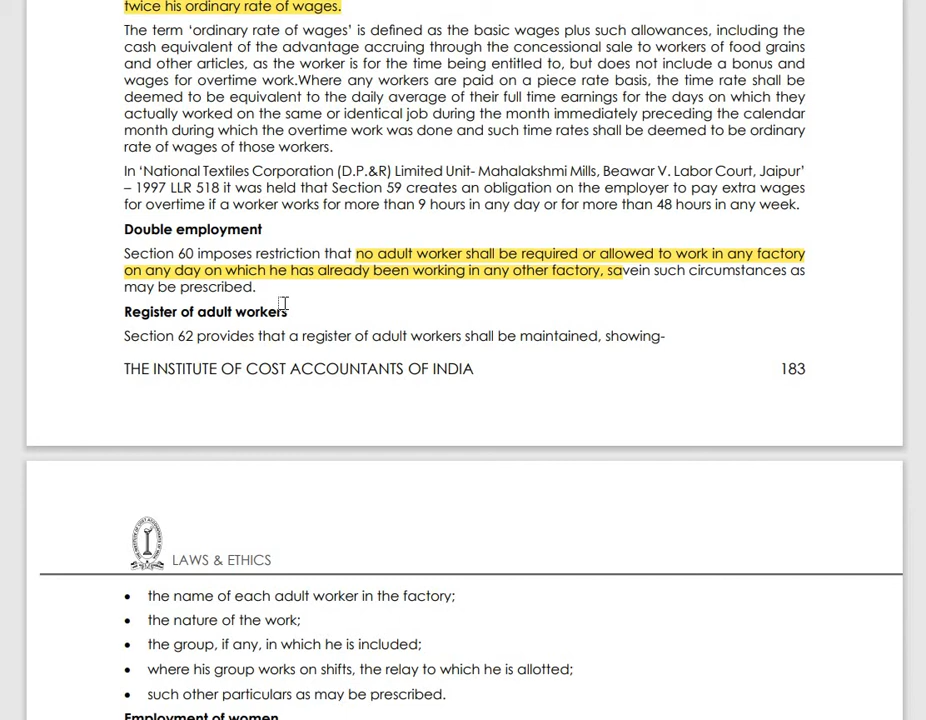 twice his ordinary rate of wages.
The term ‘ordinary rate of wages’ is defined as the basic wages plus such allowances, including the
cash equivalent of the advantage accruing through the concessional sale to workers of food grains
and other articles, as the worker is for the time being entitled to, but does not include a bonus and
wages for overtime work.Where any workers are paid on a piece rate basis, the time rate shall be
deemed to be equivalent to the daily average of their full time earnings for the days on which they
actually worked on the same or identical job during the month immediately preceding the calendar
month during which the overtime work was done and such time rates shall be deemed to be ordinary
rate of wages of those workers.
In ‘National Textiles Corporation (D.P.&R) Limited Unit- Mahalakshmi Mills, Beawar V. Labor Court, Jaipur’
– 1997 LLR 518 it was held that Section 59 creates an obligation on the employer to pay extra wages
for overtime if a worker works for more than 9 hours in any day or for more than 48 hours in any week.
Double employment
Section 60 imposes restriction that no adult worker shall be required or allowed to work in any factory
on any day on which he has already been working in any other factory, savein such circumstances as
may be prescribed.
Register of adult workers
Section 62 provides that a register of adult workers shall be maintained, showing-
THE INSTITUTE OF COST ACCOUNTANTS OF INDIA 183
LAWS & ETHICS
• the name of each adult worker in the factory;
• the nature of the work;
• the group, if any, in which he is included;
• where his group works on shifts, the relay to which he is allotted;
• such other particulars as may be prescribed.
Employment of women